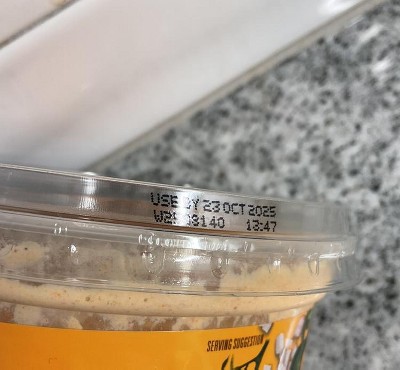 USE BY 23 OCT 2025
13:47
SERVING SUGGESTION